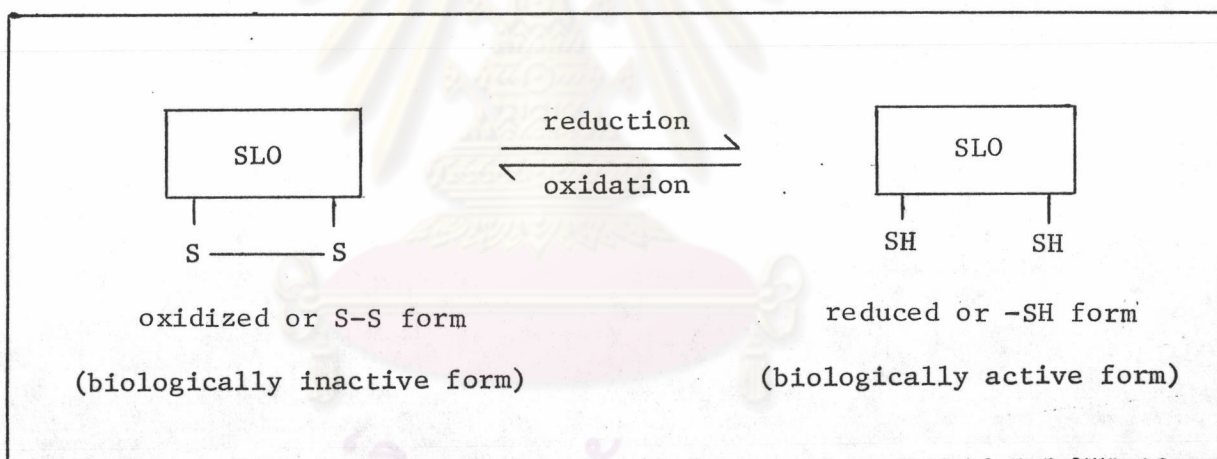 SLO
S S
oxidized or S-S form
(biologically inactive form)
reduction
oxidation
SLO
SH SH
reduced or -SH form
(biologically active form)